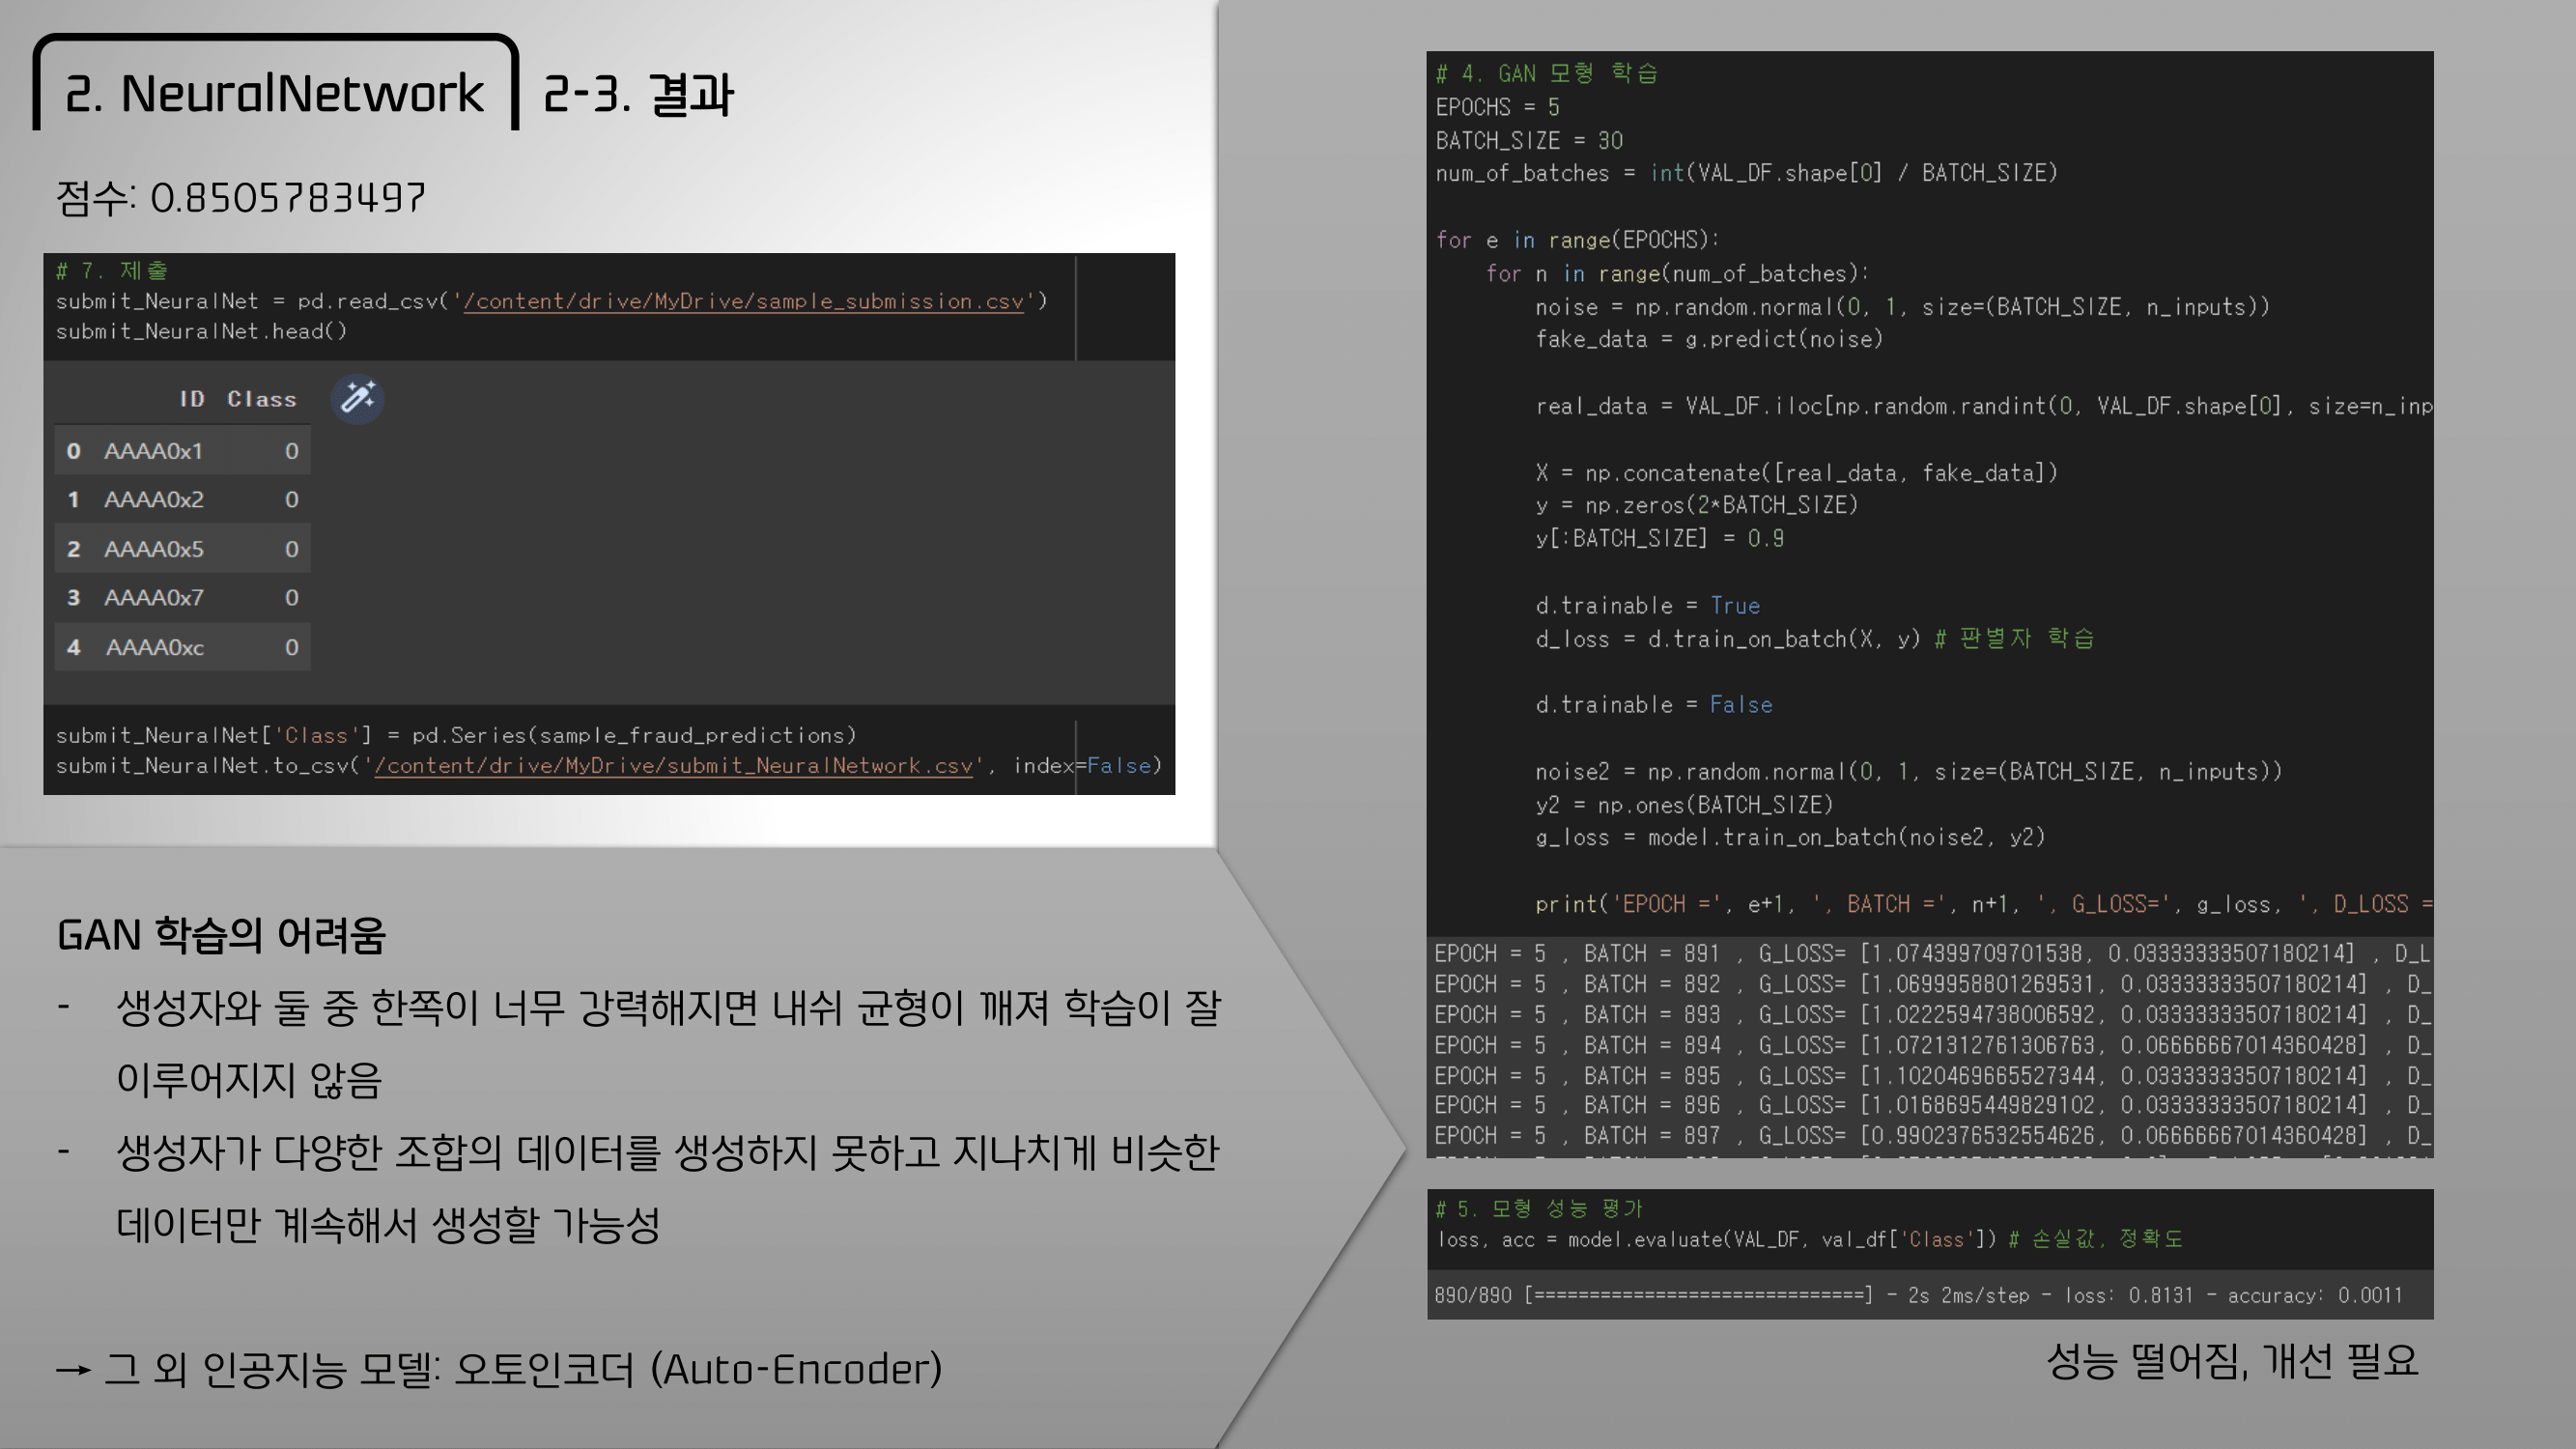 2. NeuralNetwork 2-3. 결과
점수: 0.8505783497
# 7. 제출
submit_NeuralNet = pd.read_csv('/content/drive/MyDrive/sample_submission.csv')
submit_NeuralNet.head()
ID Class
0 AAAA0x1 0
1 AAAA0x2 0
2 AAAA0x5 0
3 AAAA0x7 0
4 AAAA0xc 0
submit_NeuralNet['Class'] = pd.Series(sample_fraud_predictions)
submit_NeuralNet.to_csv('/content/drive/MyDrive/submit_NeuralNetwork.csv', index=False)
GAN 학습의 어려움
- 생성자와 둘 중 한쪽이 너무 강력해지면 내쉬 균형이 깨져 학습이 잘
이루어지지 않음
- 생성자가 다양한 조합의 데이터를 생성하지 못하고 지나치게 비슷한
데이터만 계속해서 생성할 가능성
→ 그 외 인공지능 모델: 오토인코더 (Auto-Encoder)
# 4. GAN 모형 학습
EPOCHS = 5
BATCH_SIZE = 30
num_of_batches = int(VAL_DF.shape[0] / BATCH_SIZE)
for e in range(EPOCHS):
for n in range(num_of_batches):
noise = np.random.normal(0, 1, size=(BATCH_SIZE, n_inputs))
fake_data = g.predict(noise)
real_data = VAL_DF.iloc[np.random.randint(0, VAL_DF.shape[0], size=n_inp
X = np.concatenate([real_data, fake_data])
y = np.zeros(2*BATCH_SIZE)
y[:BATCH_SIZE] = 0.9
d.trainable = True
d_loss = d.train_on_batch(X, y) # 판별자 학습
d.trainable = False
noise2 = np.random.normal(0, 1, size=(BATCH_SIZE, n_inputs))
y2 = np.ones(BATCH_SIZE)
g_loss = model.train_on_batch(noise2, y2)
print('EPOCH =', e+1, ', BATCH =', n+1, ', G_LOSS=', g_loss, ', D_LOSS =
EPOCH = 5 , BATCH = 891 , G_LOSS= [1.074399709701538, 0.03333333507180214] , D_L
EPOCH = 5 , BATCH = 892 , G_LOSS= [1.0699958801269531, 0.03333333507180214] , D_
EPOCH = 5 , BATCH = 893 , G_LOSS= [1.0222594738006592, 0.03333333507180214] , D_
EPOCH = 5 , BATCH = 894 , G_LOSS= [1.0721312761306763, 0.06666667014360428] , D_
EPOCH = 5 , BATCH = 895 , G_LOSS= [1.1020469665527344, 0.03333333507180214] , D_
EPOCH = 5 , BATCH = 896 , G_LOSS= [1.0168695449829102, 0.03333333507180214] , D_
EPOCH = 5 , BATCH = 897 , G_LOSS= [0.9902376532554626, 0.06666667014360428] , D_
# 5. 모형 성능 평가
loss, acc = model.evaluate(VAL_DF, val_df['Class']) # 손실값, 정확도
890/890 [==============================] - 2s 2ms/step - loss: 0.8131 - accuracy: 0.0011
성능 떨어짐, 개선 필요